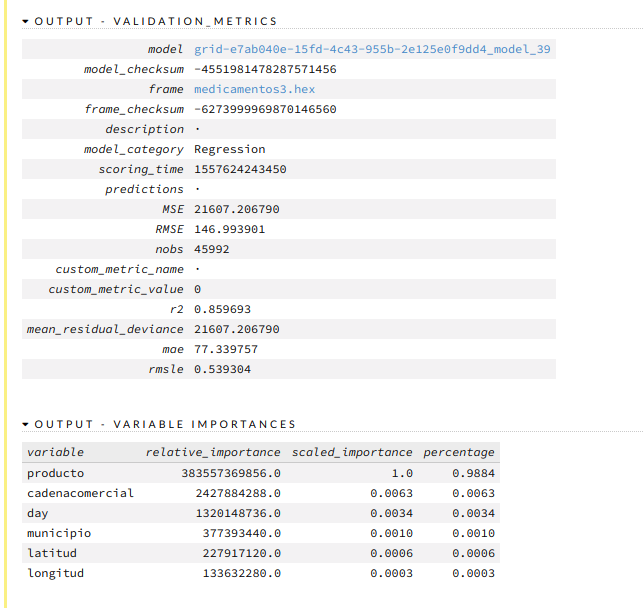 OUTPUT - VALIDATION_METRICS
model grid-e7ab040e-15fd-4c43-955b-2e125e0f9dd4_model_39
model_checksum -4551981478287571456
frame medicamentos3.hex
frame_checksum -6273999969870146560
description ·
model_category Regression
scoring_time 1557624243450
predictions ·
MSE 21607.206790
RMSE 146.993901
nobs 45992
custom_metric_name ·
custom_metric_value 0
r2 0.859693
mean_residual_deviance 21607.206790
mae 77.339757
rmsle 0.539304
OUTPUT - VARIABLE IMPORTANCES
variable relative_importance scaled_importance percentage
producto 383557369856.0 1.0 0.9884
cadenacomercial 2427884288.0 0.0063 0.0063
day 1320148736.0 0.0034 0.0034
municipio 377393440.0 0.0010 0.0010
latitud 227917120.0 0.0006 0.0006
longitud 133632280.0 0.0003 0.0003